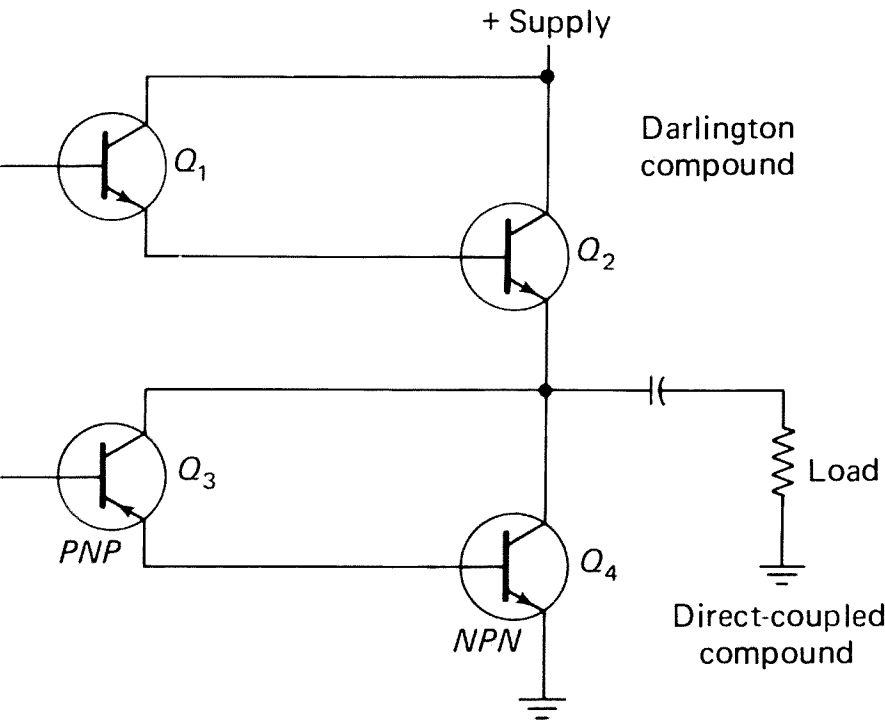 + Supply
Darlington
compound
Q1
Q2
Q3
Load
PNP
Q4
Direct-coupled
compound
NPN